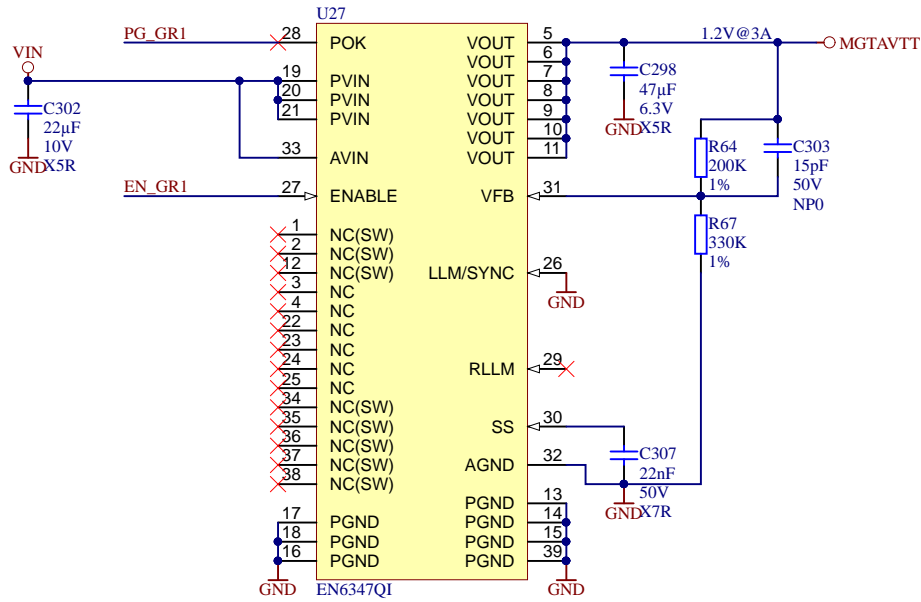 U27
PG_GR1
28
POK
VOUT
5
1.2V@3A
MGTAVTT
VIN
VOUT
6
19
PVIN
VOUT
7
20
PVIN
VOUT
8
21
PVIN
VOUT
9
VOUT
10
33
AVIN
VOUT
11
C302
22µF
10V
X5R
GND
C298
47µF
6.3V
X5R
GND
R64
200K
1%
C303
15pF
50V
NP0
EN_GR1
27
ENABLE
VFB
31
R67
330K
1%
1
NC(SW)
2
NC(SW)
12
NC(SW)
LLM/SYNC
26
GND
3
NC
4
NC
22
NC
23
NC
24
NC
RLLM
29
25
NC
34
NC(SW)
35
NC(SW)
SS
30
36
NC(SW)
37
NC(SW)
AGND
32
38
NC(SW)
C307
22nF
50V
X7R
GND
PGND
13
17
PGND
PGND
14
18
PGND
PGND
15
16
PGND
PGND
39
GND
GND
EN6347QI